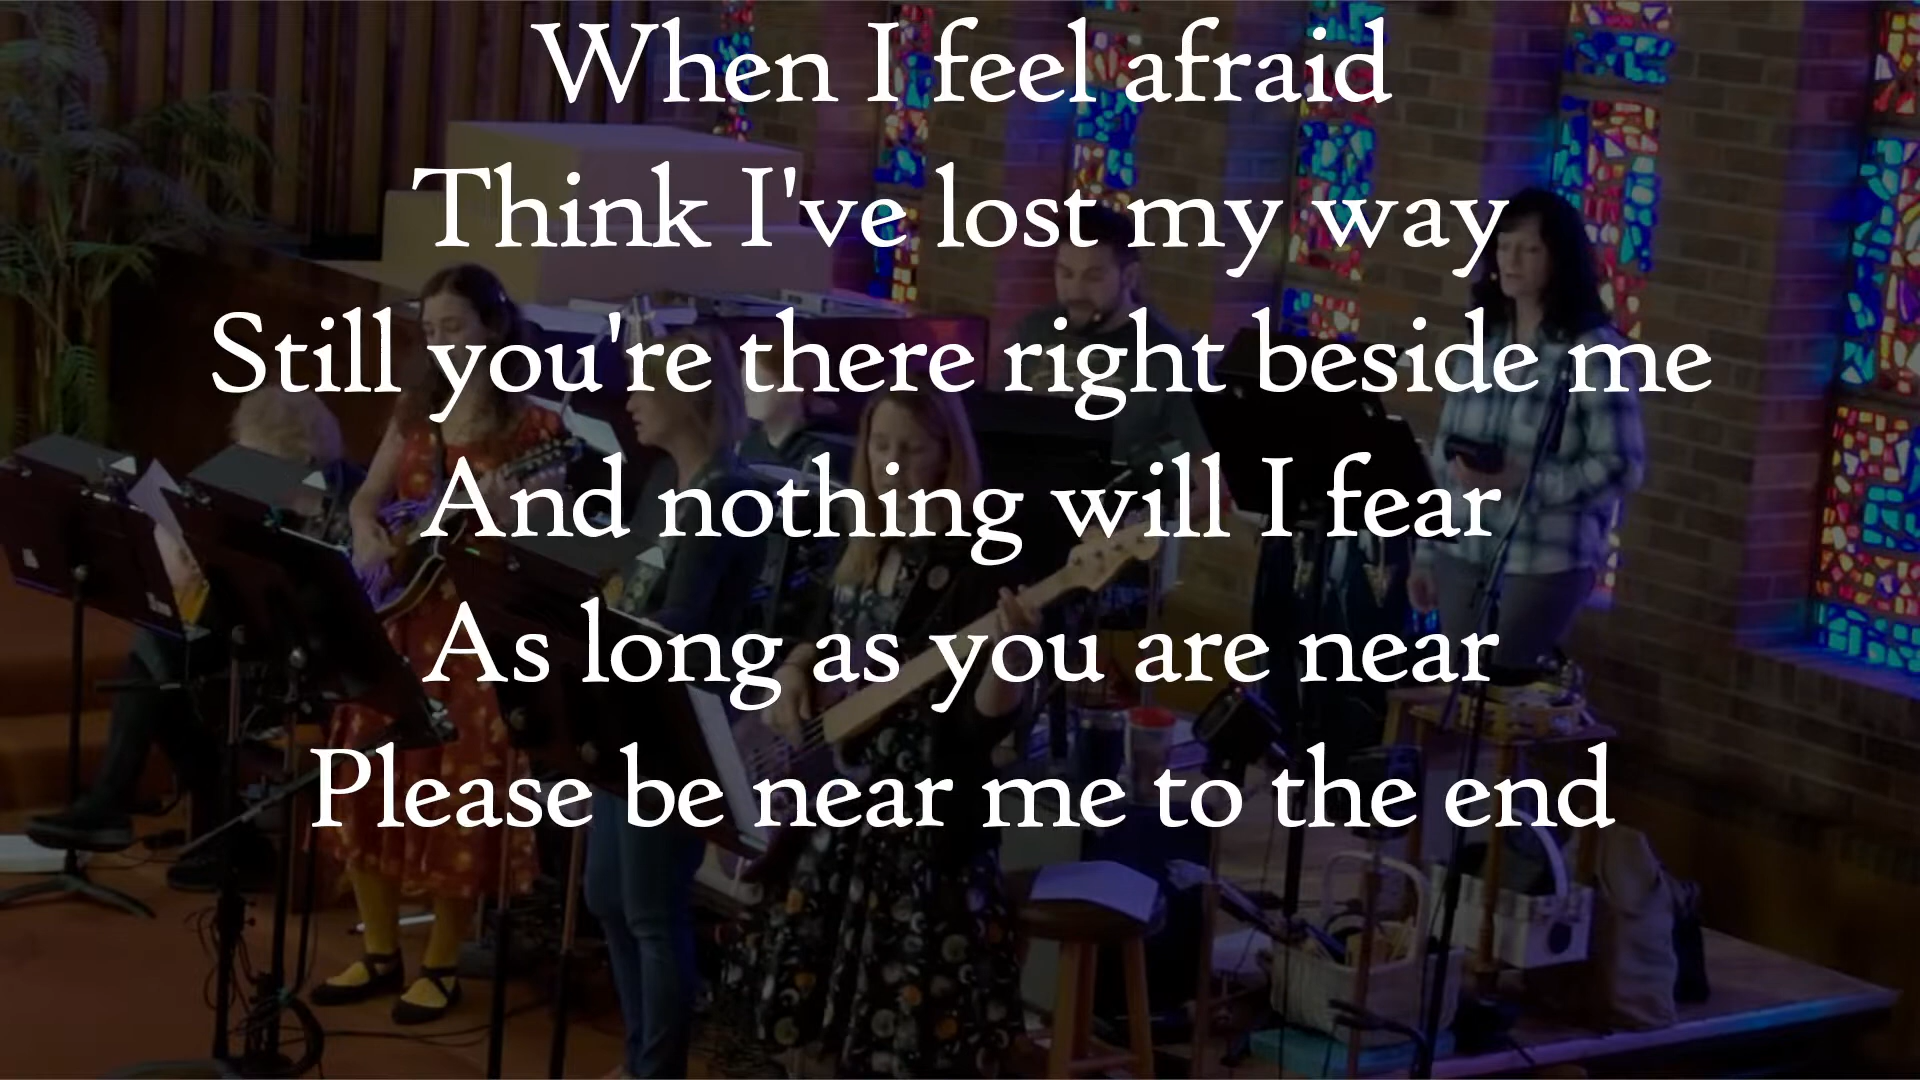 When I feel afraid
Think I've lost my way
Still you're there right beside me
And nothing will I fear
As long as you are near
Please be near me to the end